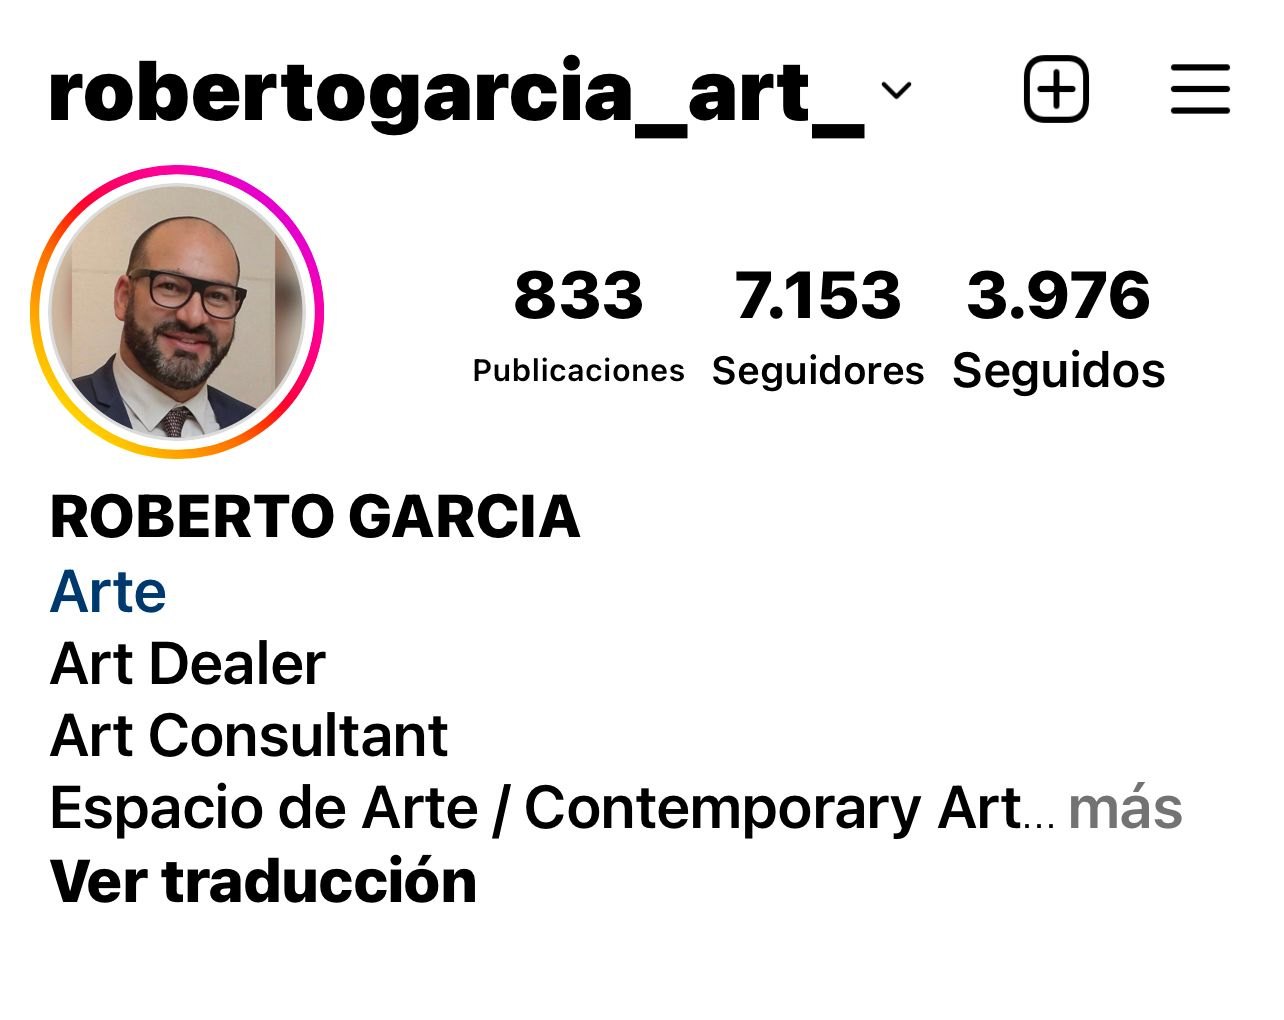 robertogarcia_art_
833 7.153 3.976
Publicaciones Seguidores Seguidos
ROBERTO GARCIA
Arte
Art Dealer
Art Consultant
Espacio de Arte / Contemporary Art... más
Ver traducción